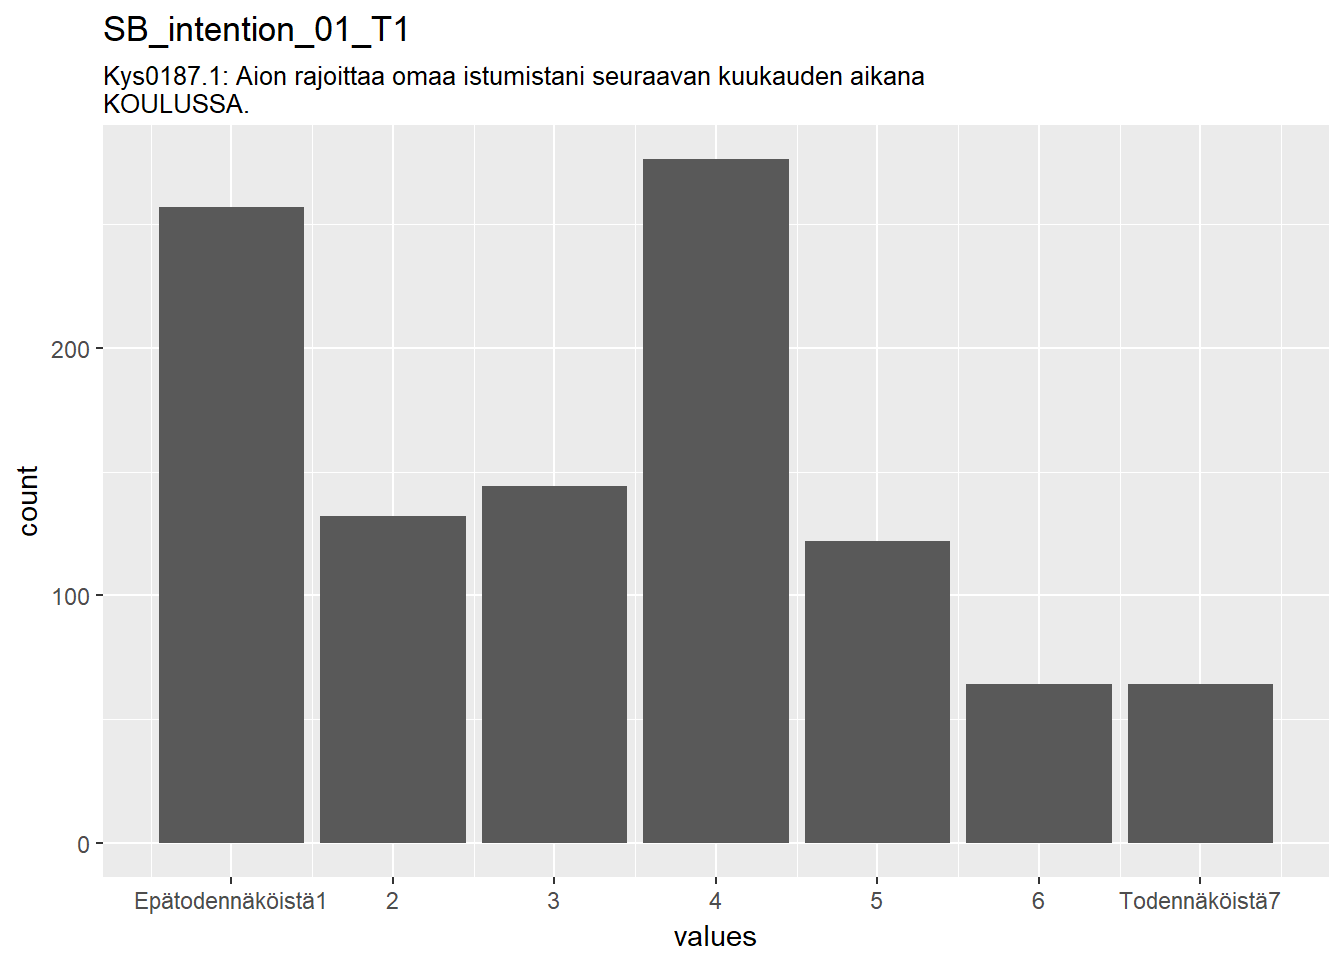 SB_intention_01_T1
Kys0187.1: Aion rajoittaa omaa istumistani seuraavan kuukauden aikana
KOULUSSA.
count
200
100
0
Epätodennäköistä1 2 3 4 5 6 Todennäköistä7
values